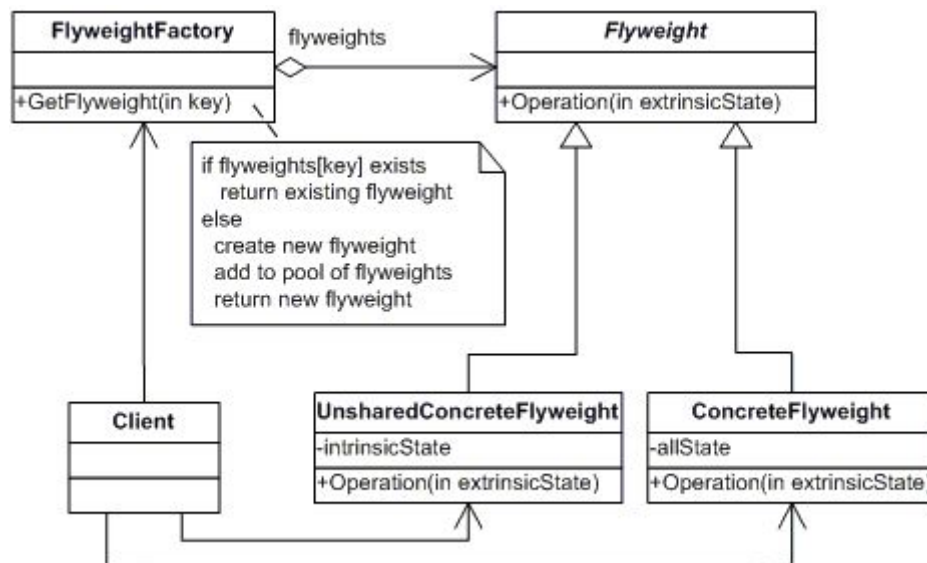 FlyweightFactory
+GetFlyweight(in key)
flyweights
Flyweight
+Operation(in extrinsicState)
if flyweights[key] exists
return existing flyweight
else
create new flyweight
add to pool of flyweights
return new flyweight
Client
UnsharedConcreteFlyweight
-intrinsicState
+Operation(in extrinsicState)
ConcreteFlyweight
-allState
+Operation(in extrinsicState)